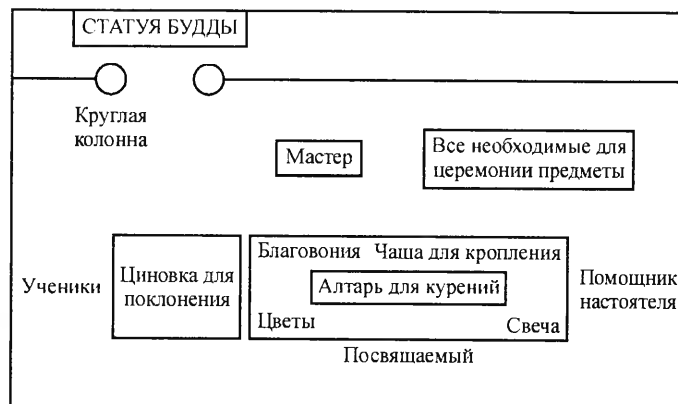 СТАТУЯ БУДДЫ
Круглая
колонна
Мастер
Все необходимые для
церемонии предметы
Ученики
Циновка для
поклонения
Благовония Чаша для кропления
Алтарь для курений
Цветы
Свеча
Помощник
настоятеля
Посвящаемый